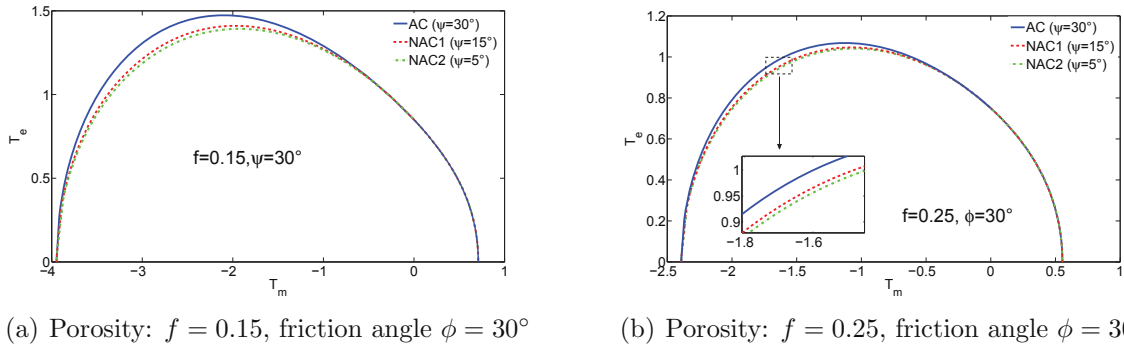 1.5
1
0.5
0
T_e
AC (ψ=30°)
NAC1 (ψ=15°)
NAC2 (ψ=5°)
f=0.15,ψ=30°
−4 −3 −2 −1 0 1
T_m
1.2
1
0.8
0.6
0.4
0.2
0
T_e
AC (ψ=30°)
NAC1 (ψ=15°)
NAC2 (ψ=5°)
1
0.95
0.9
−1.8 −1.6
f=0.25, ϕ=30°
−2.5 −2 −1.5 −1 −0.5 0 0.5 1
T_m
(a) Porosity: f = 0.15, friction angle ϕ = 30°
(b) Porosity: f = 0.25, friction angle ϕ = 30